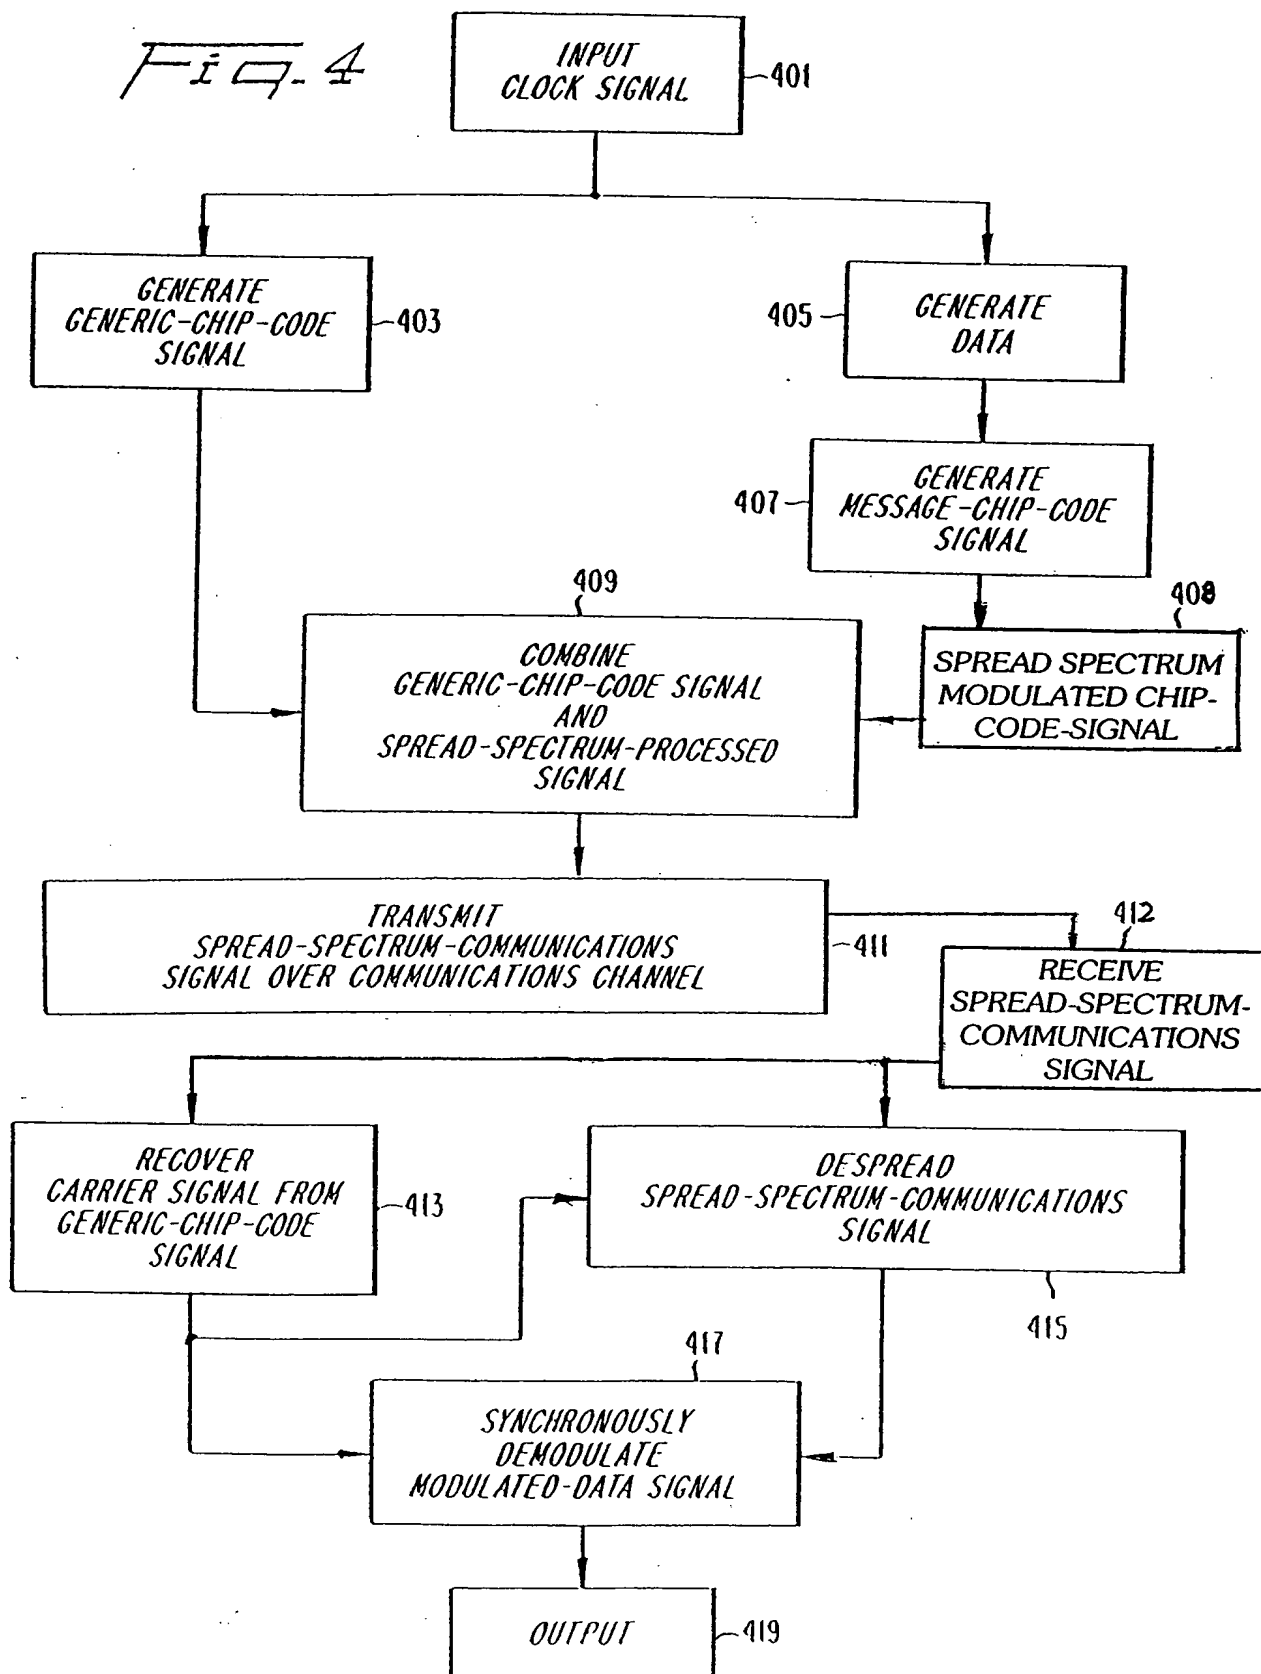 Fig. 4
INPUT
CLOCK SIGNAL
401
GENERATE
GENERIC-CHIP-CODE
SIGNAL
403
405
GENERATE
DATA
407
GENERATE
MESSAGE-CHIP-CODE
SIGNAL
408
SPREAD SPECTRUM
MODULATED CHIP-
CODE-SIGNAL
409
COMBINE
GENERIC-CHIP-CODE SIGNAL
AND
SPREAD-SPECTRUM-PROCESSED
SIGNAL
TRANSMIT
SPREAD-SPECTRUM-COMMUNICATIONS
SIGNAL OVER COMMUNICATIONS CHANNEL
411
412
RECEIVE
SPREAD-SPECTRUM-
COMMUNICATIONS
SIGNAL
RECOVER
CARRIER SIGNAL FROM
GENERIC-CHIP-CODE
SIGNAL
413
DESPREAD
SPREAD-SPECTRUM-COMMUNICATIONS
SIGNAL
415
417
SYNCHRONOUSLY
DEMODULATE
MODULATED-DATA SIGNAL
OUTPUT
419